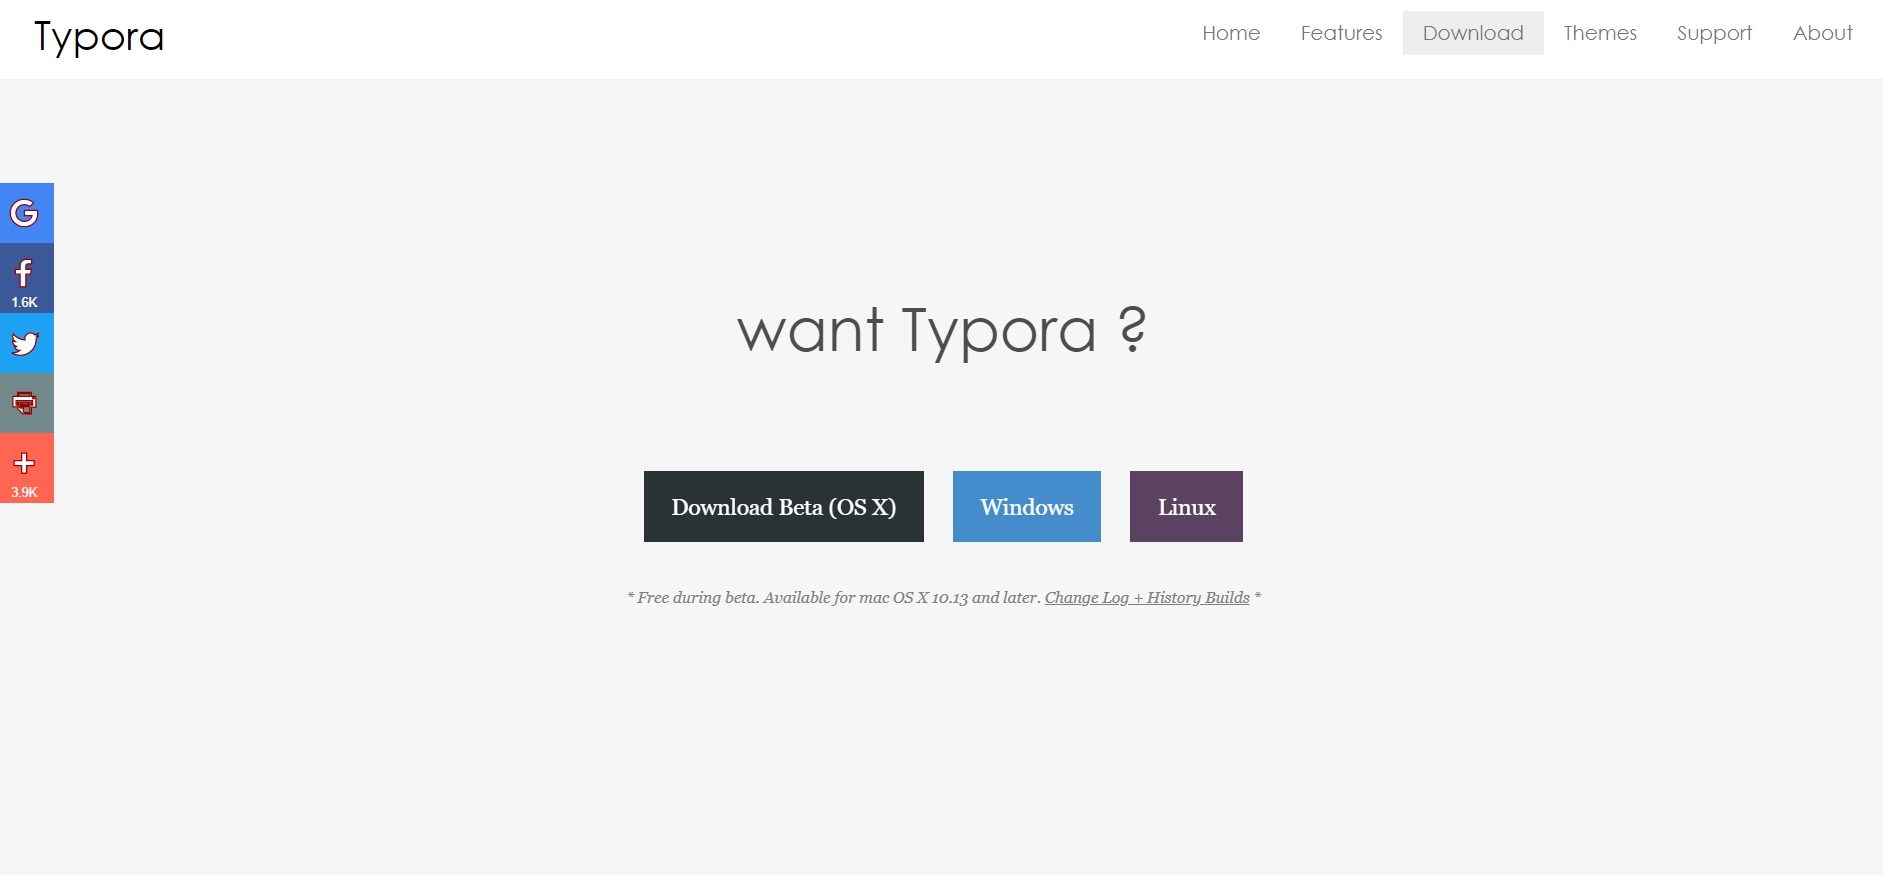 Typora
Home Features Download Themes Support About
1.6K
3.9K
want Typora ?
Download Beta (OS X) Windows Linux
* Free during beta. Available for mac OS X 10.13 and later. Change Log + History Builds *